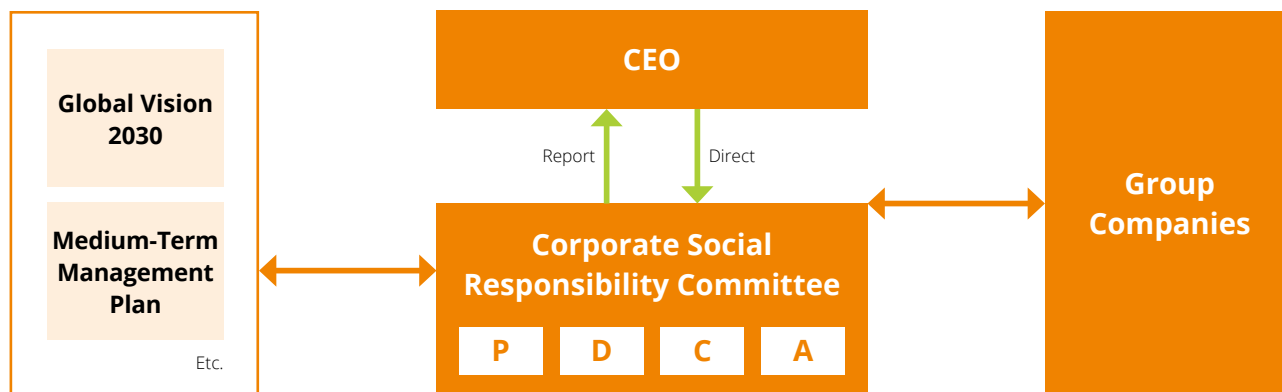 Global Vision
2030
Medium-Term
Management
Plan
Etc.
CEO
Report
Direct
Corporate Social
Responsibility Committee
P
D
C
A
Group
Companies